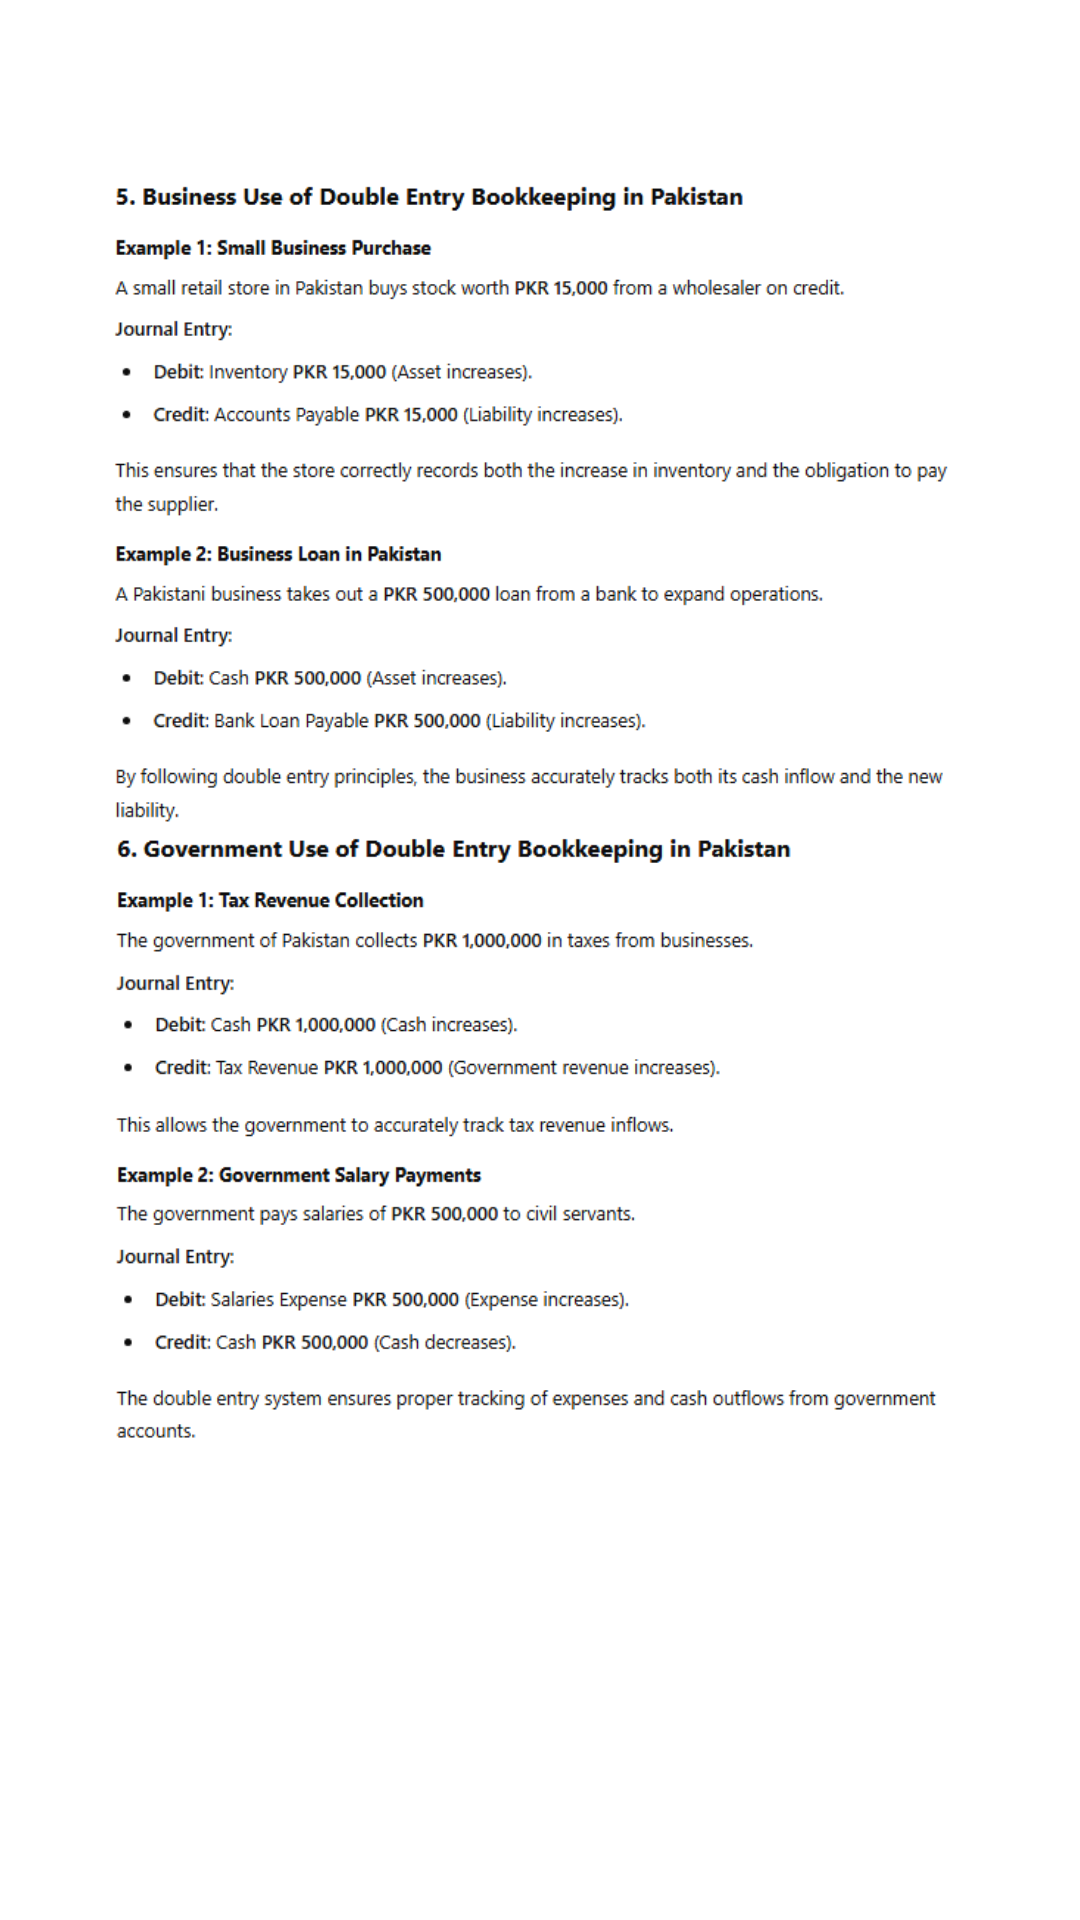 5. Business Use of Double Entry Bookkeeping in Pakistan
Example 1: Small Business Purchase
A small retail store in Pakistan buys stock worth PKR 15,000 from a wholesaler on credit.
Journal Entry:
• Debit: Inventory PKR 15,000 (Asset increases).
• Credit: Accounts Payable PKR 15,000 (Liability increases).
This ensures that the store correctly records both the increase in inventory and the obligation to pay
the supplier.
Example 2: Business Loan in Pakistan
A Pakistani business takes out a PKR 500,000 loan from a bank to expand operations.
Journal Entry:
• Debit: Cash PKR 500,000 (Asset increases).
• Credit: Bank Loan Payable PKR 500,000 (Liability increases).
By following double entry principles, the business accurately tracks both its cash inflow and the new
liability.
6. Government Use of Double Entry Bookkeeping in Pakistan
Example 1: Tax Revenue Collection
The government of Pakistan collects PKR 1,000,000 in taxes from businesses.
Journal Entry:
• Debit: Cash PKR 1,000,000 (Cash increases).
• Credit: Tax Revenue PKR 1,000,000 (Government revenue increases).
This allows the government to accurately track tax revenue inflows.
Example 2: Government Salary Payments
The government pays salaries of PKR 500,000 to civil servants.
Journal Entry:
• Debit: Salaries Expense PKR 500,000 (Expense increases).
• Credit: Cash PKR 500,000 (Cash decreases).
The double entry system ensures proper tracking of expenses and cash outflows from government
accounts.